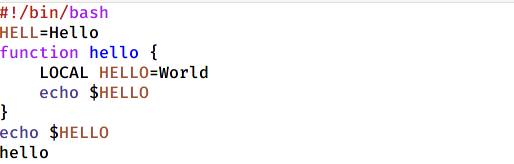 #!/bin/bash
HELL=Hello
function hello {
    LOCAL HELLO=World
    echo $HELLO
}
echo $HELLO
hello